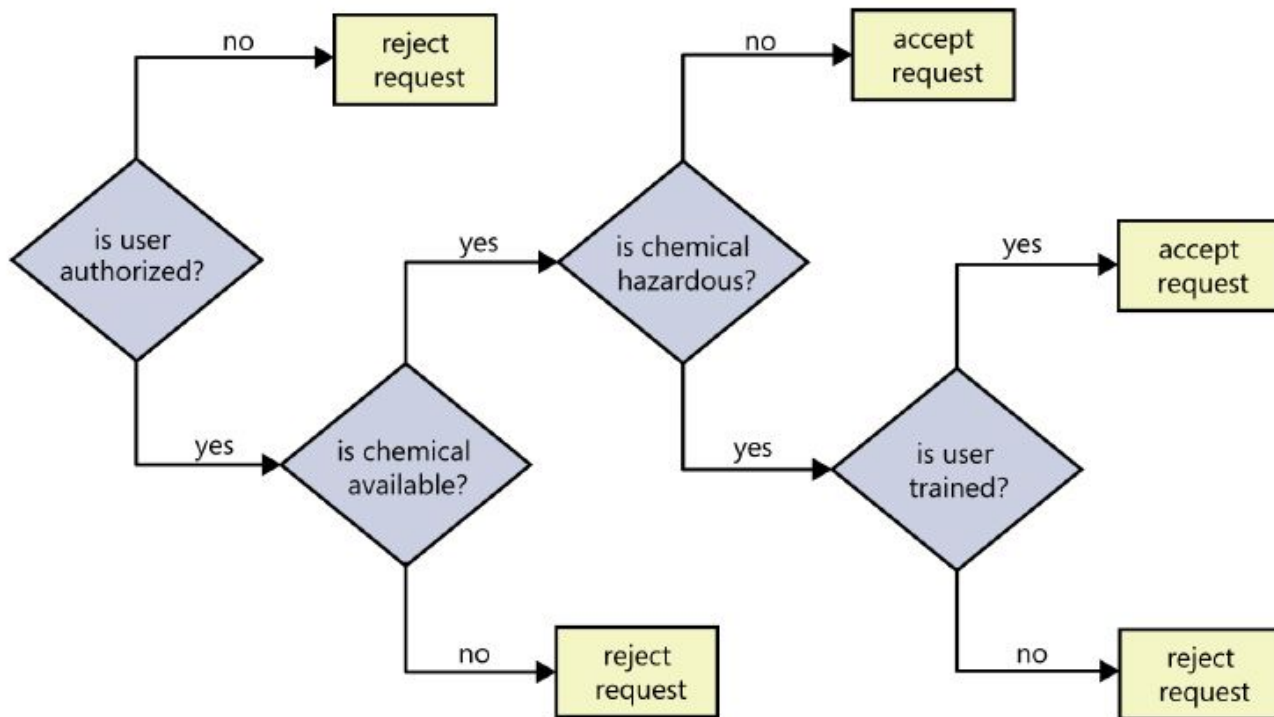 no
reject
request
no
accept
request
is user
authorized?
yes
is chemical
hazardous?
yes
accept
request
yes
is chemical
available?
yes
is user
trained?
no
reject
request
no
reject
request